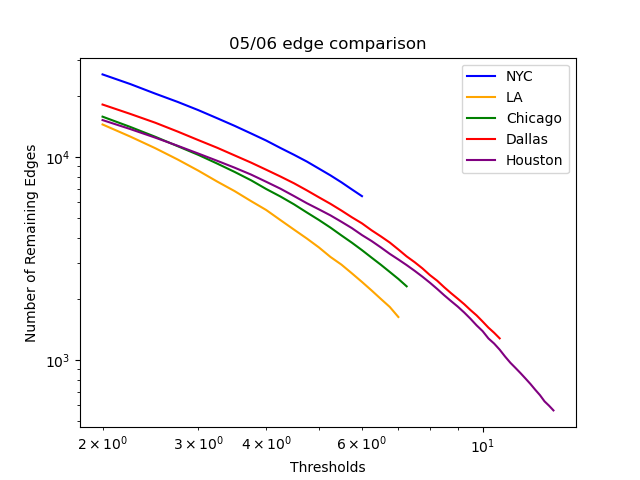 05/06 edge comparison
NYC
LA
Chicago
Dallas
Houston
Number of Remaining Edges
10⁴
10³
2 × 10⁰
3 × 10⁰
4 × 10⁰
6 × 10⁰
10¹
Thresholds